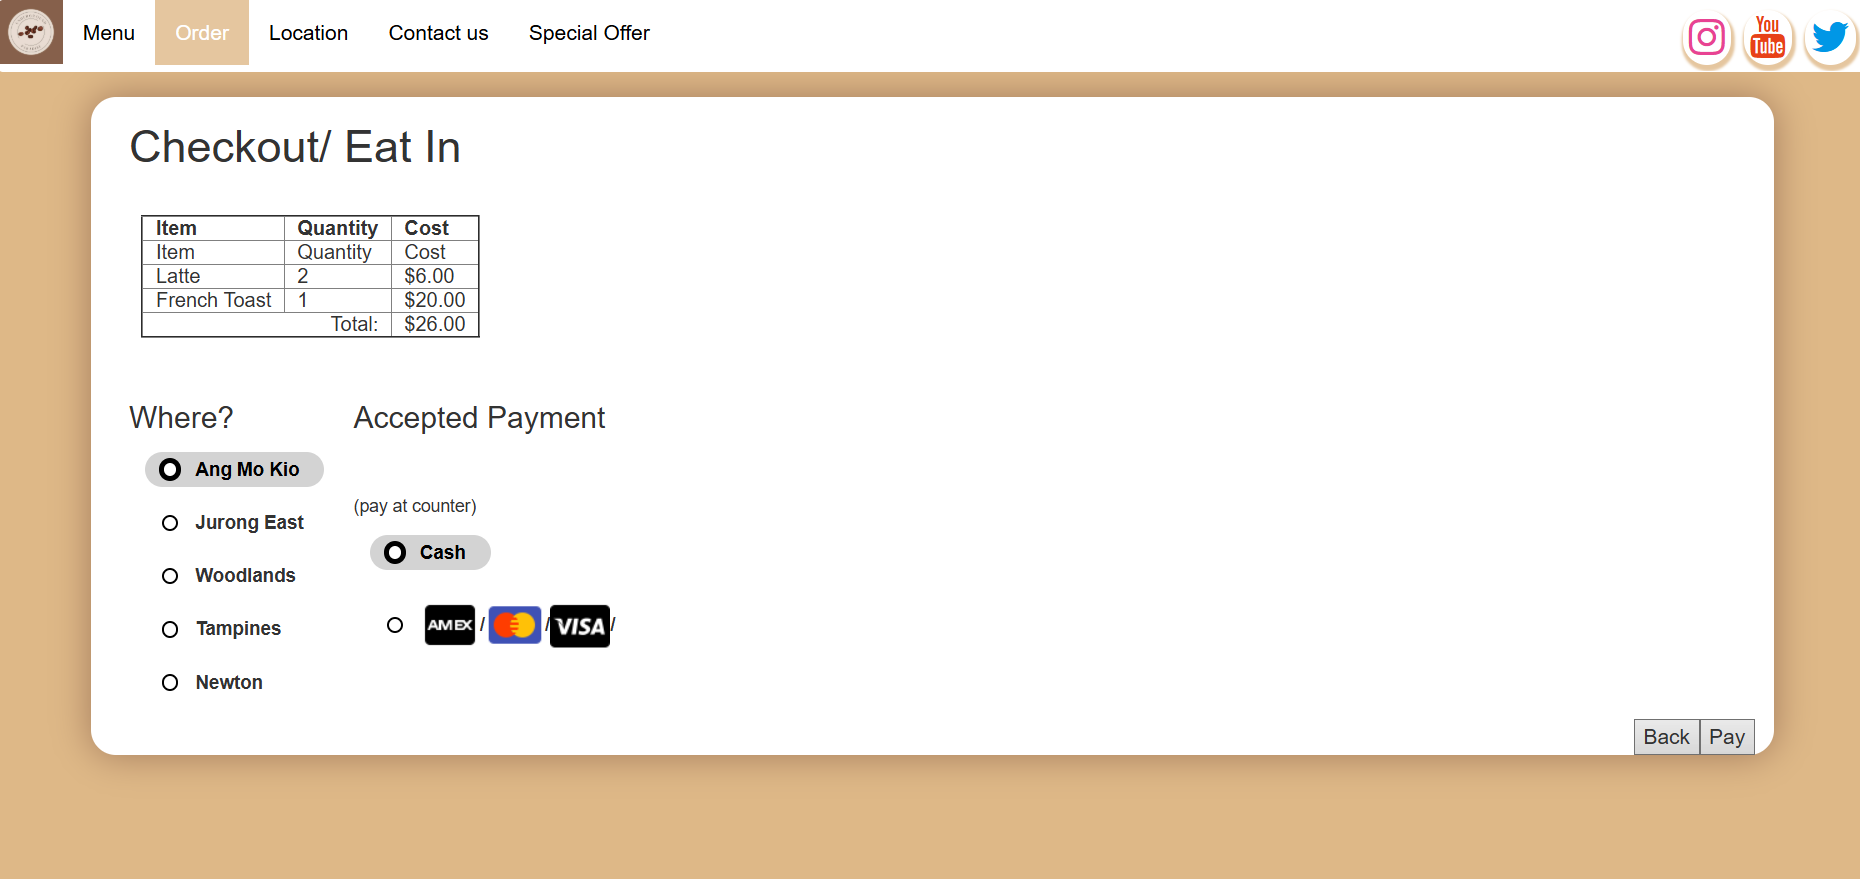 Menu Order Location Contact us Special Offer
You
Tube
Checkout/ Eat In
Item Quantity Cost
Item Quantity Cost
Latte 2 $6.00
French Toast 1 $20.00
Total: $26.00
Where? Accepted Payment
Ang Mo Kio
(pay at counter)
Jurong East
Cash
Woodlands
AMEX / / VISA /
Tampines
Newton
Back Pay